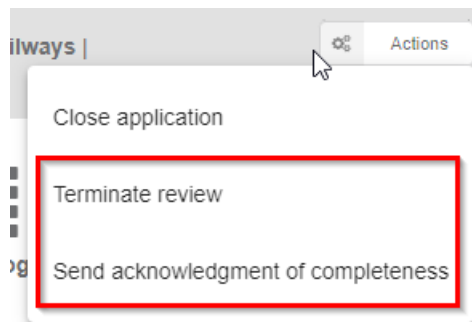 ilways |
Actions
Close application
Terminate review
Send acknowledgment of completeness